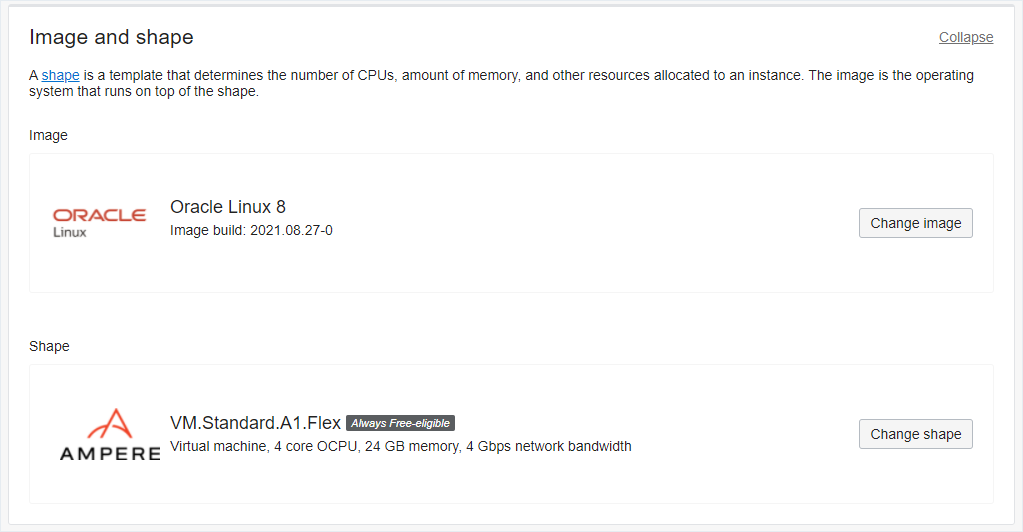 Image and shape
Collapse
A shape is a template that determines the number of CPUs, amount of memory, and other resources allocated to an instance. The image is the operating
system that runs on top of the shape.
Image
ORACLE
Linux
Oracle Linux 8
Image build: 2021.08.27-0
Change image
Shape
AMPERE
VM.Standard.A1.Flex Always Free-eligible
Virtual machine, 4 core OCPU, 24 GB memory, 4 Gbps network bandwidth
Change shape